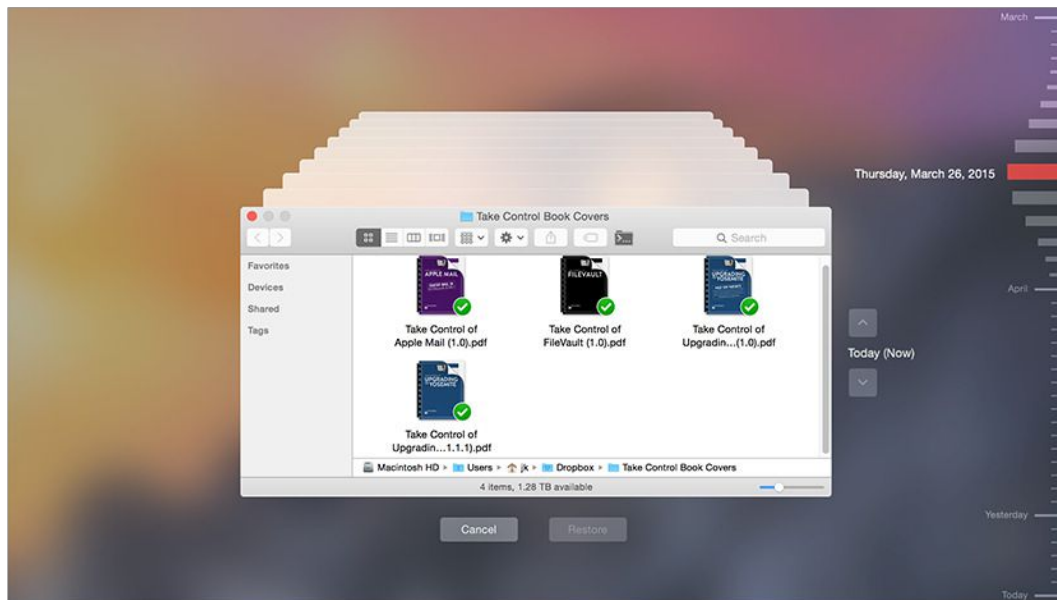 March
Thursday, March 26, 2015
Take Control Book Covers
Search
Favorites
Devices
Shared
Tags
APPLE MAIL
FILEVAULT
UPGRADING
YOSEMITE
Take Control of
Apple Mail (1.0).pdf
Take Control of
FileVault (1.0).pdf
Take Control of
Upgradin...(1.0).pdf
UPGRADING
YOSEMITE
Take Control of
Upgradin...1.1.1).pdf
Macintosh HD
Users
jk
Dropbox
Take Control Book Covers
4 items, 1.28 TB available
April
Today (Now)
Cancel
Restore
Yesterday
Today